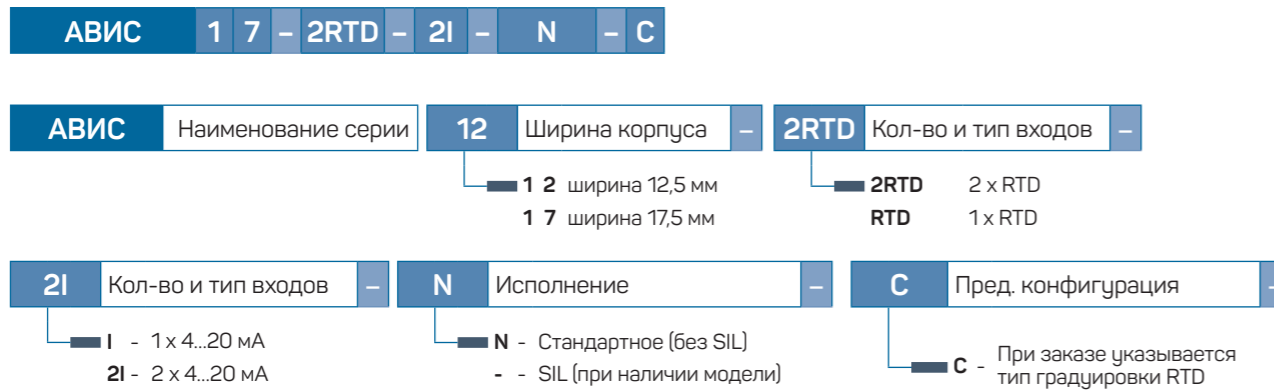 АВИС 1 7 – 2RTD – 2I – N – C
АВИС Наименование серии 12 Ширина корпуса – 2RTD Кол-во и тип входов –
1 2 ширина 12,5 мм
1 7 ширина 17,5 мм
2RTD 2 x RTD
RTD 1 x RTD
2I Кол-во и тип входов – N Исполнение – C Пред. конфигурация –
I - 1 x 4...20 мА
2I - 2 x 4...20 мА
N - Стандартное (без SIL)
- - SIL (при наличии модели)
C - При заказе указывается
тип градуировки RTD